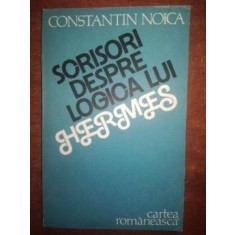 CONSTANTIN NOICA
SCRISORI
DESPRE
LOGICA LUI
HERMES
cartea
românească